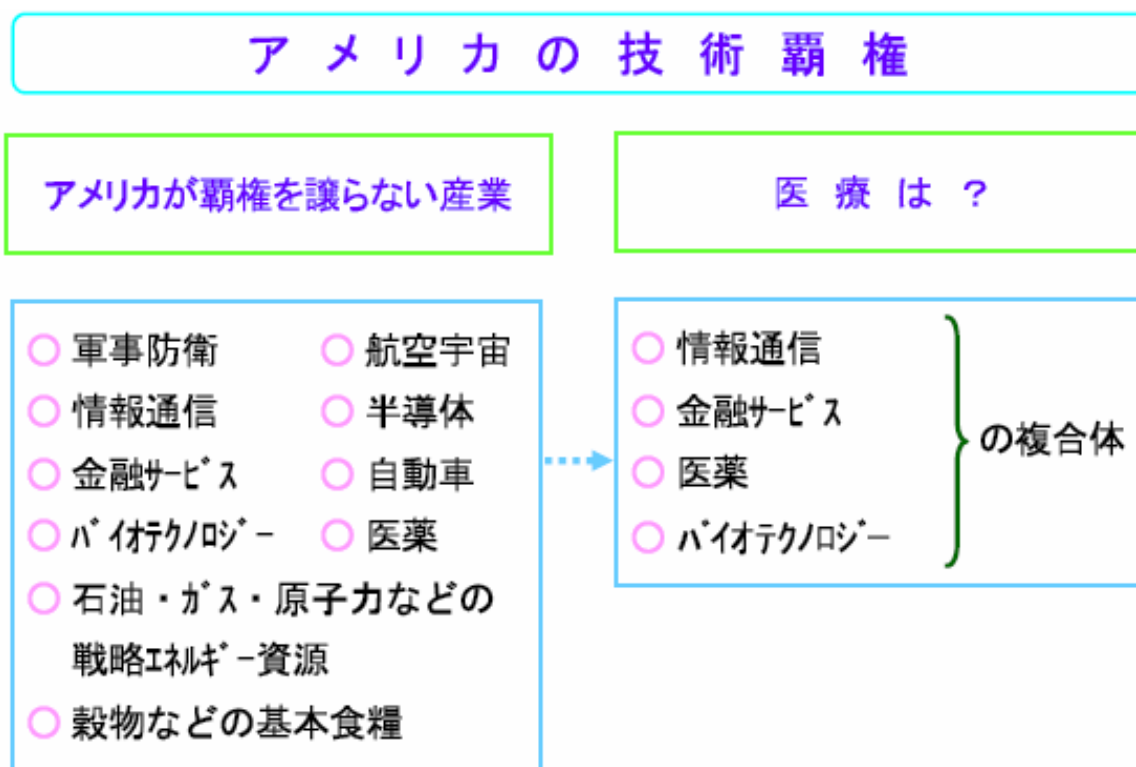 アメリカの技術覇権
アメリカが覇権を譲らない産業
医療は?
○ 軍事防衛 ○ 航空宇宙
○ 情報通信 ○ 半導体
○ 金融サービス ○ 自動車
○ バイオテクノロジー ○ 医薬
○ 石油・ガス・原子力などの
戦略エネルギー資源
○ 穀物などの基本食糧
○ 情報通信
○ 金融サービス
○ 医薬
○ バイオテクノロジー
の複合体